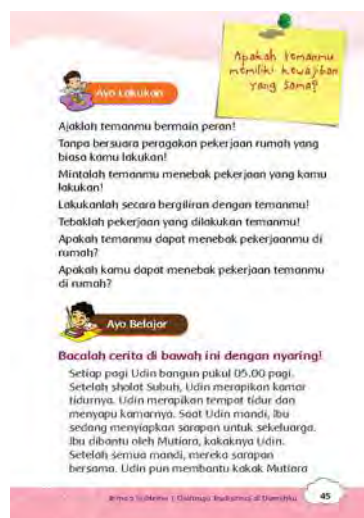 Apakah temanmu
memiliki kewajiban
yang sama?
Ayo Lakukan
Ajaklah temanmu bermain peran!
Tanpa bersuara peragakan pekerjaan rumah yang
biasa kamu lakukan!
Mintalah temanmu menebak pekerjaan yang kamu
lakukan!
Lakukanlah secara bergiliran dengan temanmu!
Tebaklah pekerjaan yang dilakukan temanmu!
Apakah temanmu dapat menebak pekerjaanmu di
rumah?
Apakah kamu dapat menebak pekerjaan temanmu
di rumah?
Ayo Belajar
Bacalah cerita di bawah ini dengan nyaring!
Setiap pagi Udin bangun pukul 05.00 pagi.
Setelah sholat Subuh, Udin merapikan kamar
tidurnya. Udin merapikan tempat tidur dan
menyapu kamarnya. Saat Udin mandi, Ibu
sedang menyiapkan sarapan untuk sekeluarga.
Ibu dibantu oleh Mutiara, kakaknya Udin.
Setelah semua mandi, mereka sarapan
bersama. Udin pun membantu kakak Mutiara
45